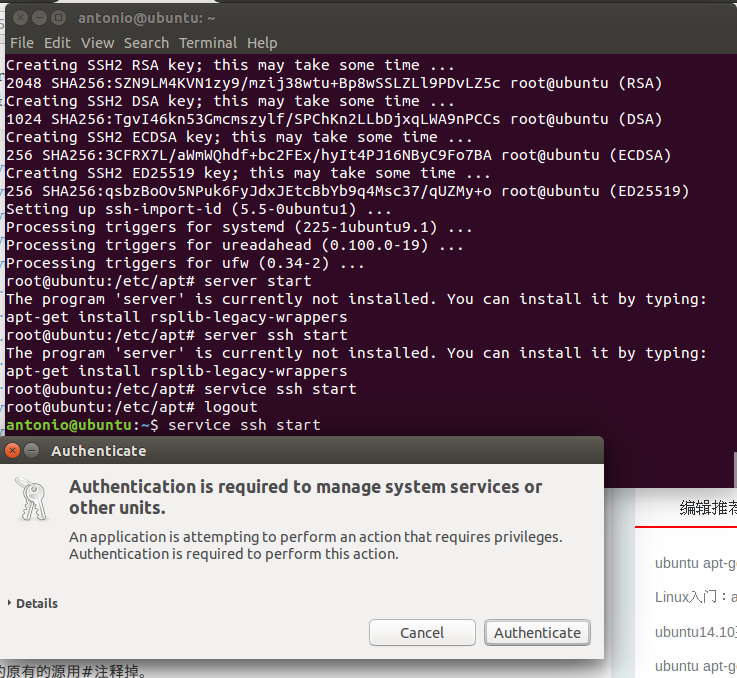 antonio@ubuntu: ~
File Edit View Search Terminal Help
Creating SSH2 RSA key; this may take some time ...
2048 SHA256:SZN9LM4KVN1zy9/mzij38wtu+Bp8wSSLZLl9PDvLZ5c root@ubuntu (RSA)
Creating SSH2 DSA key; this may take some time ...
1024 SHA256:TgvI46kn53Gmcmszylf/SPChKn2LLbDjxqLWA9nPCCs root@ubuntu (DSA)
Creating SSH2 ECDSA key; this may take some time ...
256 SHA256:3CFRX7L/aWmWQhdf+bc2FEx/hyIt4PJ16NByC9Fo7BA root@ubuntu (ECDSA)
Creating SSH2 ED25519 key; this may take some time ...
256 SHA256:qsbzBoOv5NPuk6FyJdxJEtcBbYb9q4Msc37/qUZMy+o root@ubuntu (ED25519)
Setting up ssh-import-id (5.5-0ubuntu1) ...
Processing triggers for systemd (225-1ubuntu9.1) ...
Processing triggers for ureadahead (0.100.0-19) ...
Processing triggers for ufw (0.34-2) ...
root@ubuntu:/etc/apt# server start
The program 'server' is currently not installed. You can install it by typing:
apt-get install rsplib-legacy-wrappers
root@ubuntu:/etc/apt# server ssh start
The program 'server' is currently not installed. You can install it by typing:
apt-get install rsplib-legacy-wrappers
root@ubuntu:/etc/apt# service ssh start
root@ubuntu:/etc/apt# logout
antonio@ubuntu:~$ service ssh start
Authenticate
Authentication is required to manage system services or
other units.
An application is attempting to perform an action that requires privileges.
Authentication is required to perform this action.
Details
Cancel Authenticate
编辑推荐
ubuntu apt-g
Linux入门：a
ubuntu14.10
ubuntu apt-g
的原有的源用#注释掉。